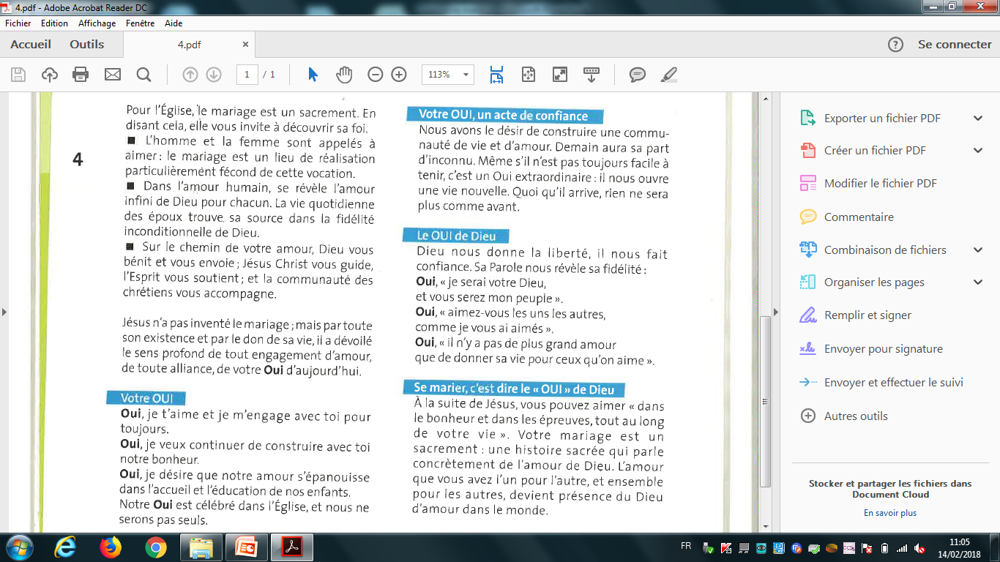 4.pdf - Adobe Acrobat Reader DC
Fichier Edition Affichage Fenêtre Aide
Accueil Outils 4.pdf × ? Se connecter
1 / 1 113%
4
Pour l'Église, le mariage est un sacrement. En
disant cela, elle vous invite à découvrir sa foi.
■ L'homme et la femme sont appelés à
aimer : le mariage est un lieu de réalisation
particulièrement fécond de cette vocation.
■ Dans l'amour humain, se révèle l'amour
infini de Dieu pour chacun. La vie quotidienne
des époux trouve sa source dans la fidélité
inconditionnelle de Dieu.
■ Sur le chemin de votre amour, Dieu vous
bénit et vous envoie ; Jésus Christ vous guide,
l'Esprit vous soutient ; et la communauté des
chrétiens vous accompagne.
Jésus n'a pas inventé le mariage ; mais par toute
son existence et par le don de sa vie, il a dévoilé
le sens profond de tout engagement d'amour,
de toute alliance, de votre Oui d'aujourd'hui.
Votre OUI
Oui, je t'aime et je m'engage avec toi pour
toujours.
Oui, je veux continuer de construire avec toi
notre bonheur.
Oui, je désire que notre amour s'épanouisse
dans l'accueil et l'éducation de nos enfants.
Notre Oui est célébré dans l'Église, et nous ne
serons pas seuls.
Votre OUI, un acte de confiance
Nous avons le désir de construire une commu-
nauté de vie et d'amour. Demain aura sa part
d'inconnu. Même s'il n'est pas toujours facile à
tenir, c'est un Oui extraordinaire : il nous ouvre
une vie nouvelle. Quoi qu'il arrive, rien ne sera
plus comme avant.
Le OUI de Dieu
Dieu nous donne la liberté, il nous fait
confiance. Sa Parole nous révèle sa fidélité :
Oui, « je serai votre Dieu,
et vous serez mon peuple ».
Oui, « aimez-vous les uns les autres,
comme je vous ai aimés ».
Oui, « il n'y a pas de plus grand amour
que de donner sa vie pour ceux qu'on aime ».
Se marier, c'est dire le « OUI » de Dieu
À la suite de Jésus, vous pouvez aimer « dans
le bonheur et dans les épreuves, tout au long
de votre vie ». Votre mariage est un
sacrement : une histoire sacrée qui parle
concrètement de l'amour de Dieu. L'amour
que vous avez l'un pour l'autre, et ensemble
pour les autres, devient présence du Dieu
d'amour dans le monde.
Exporter un fichier PDF
Créer un fichier PDF
Modifier le fichier PDF
Commentaire
Combinaison de fichiers
Organiser les pages
Remplir et signer
Envoyer pour signature
Envoyer et effectuer le suivi
Autres outils
Stocker et partager les fichiers dans
Document Cloud
En savoir plus
FR
11:05
14/02/2018